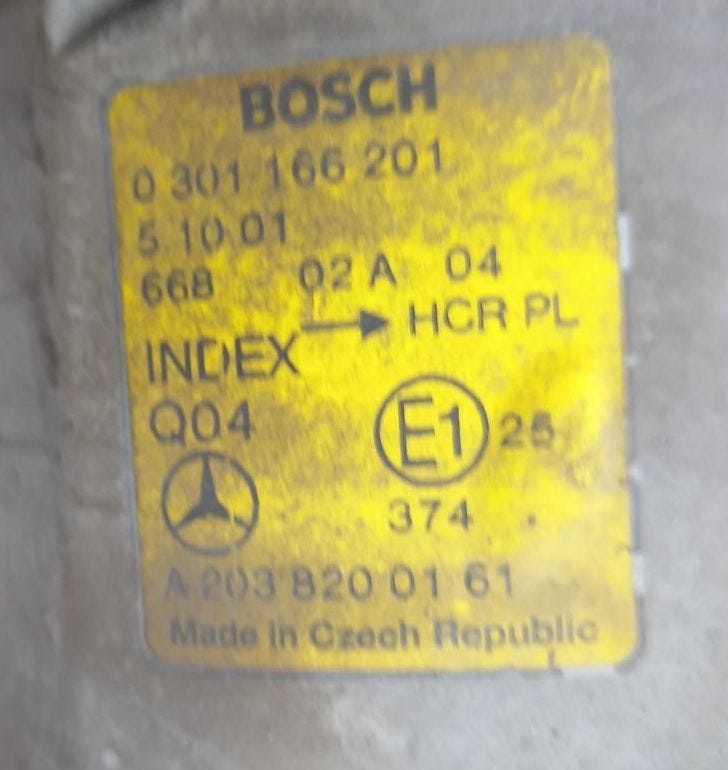 BOSCH
0 301 166 201
5 10 01
668 02 A 04
→ HCR PL
INDEX
Q04
E1 25
374
A 203 820 01 61
Made in Czech Republic